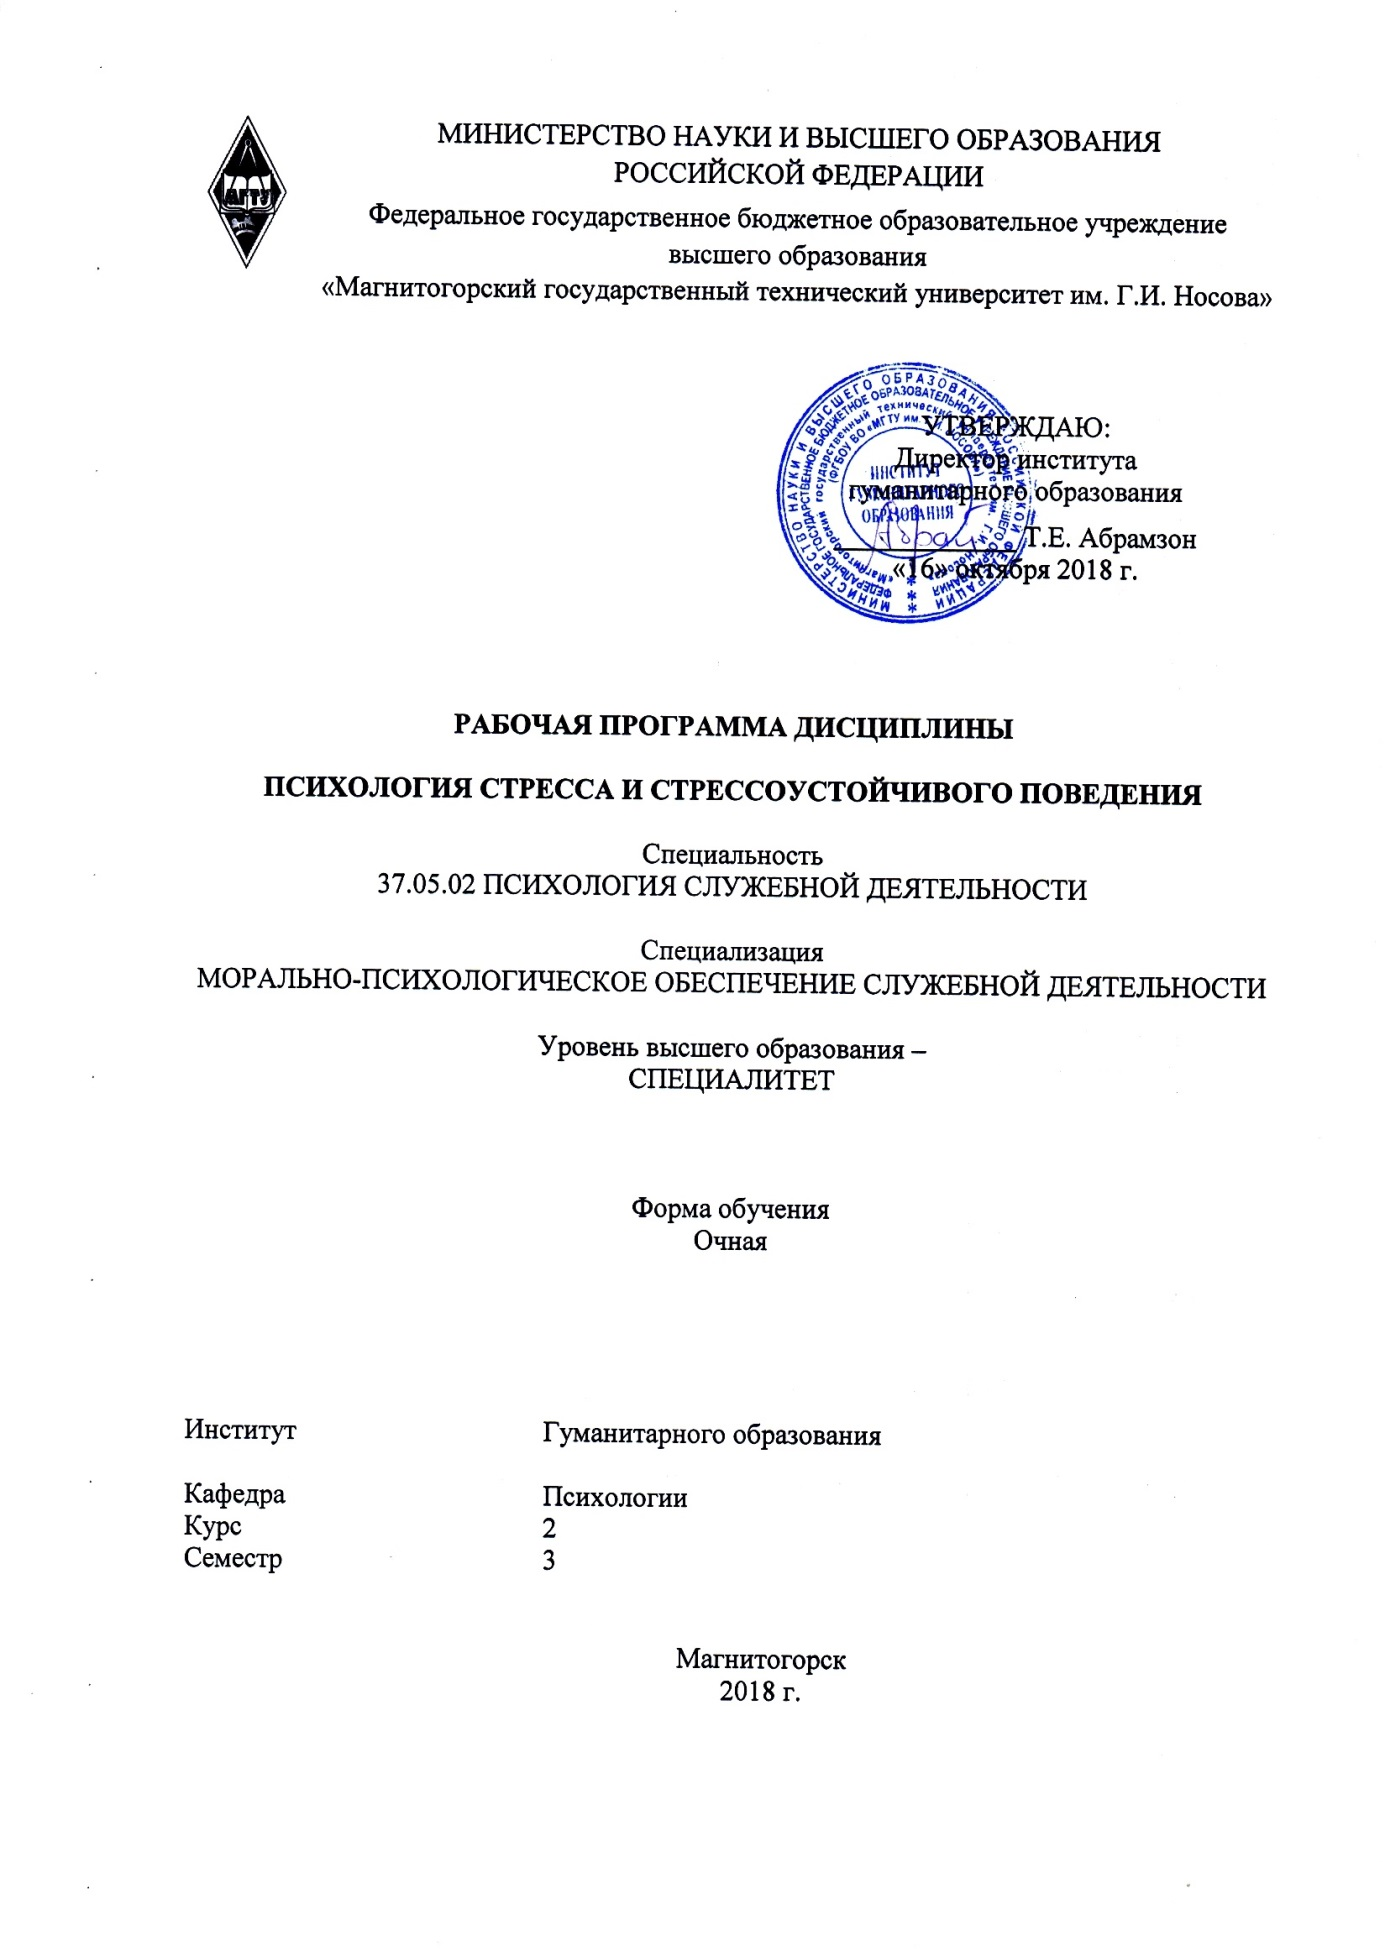 МИНИСТЕРСТВО НАУКИ И ВЫСШЕГО ОБРАЗОВАНИЯ
РОССИЙСКОЙ ФЕДЕРАЦИИ
МГТУ
Федеральное государственное бюджетное образовательное учреждение
высшего образования
«Магнитогорский государственный технический университет им. Г.И. Носова»
УТВЕРЖДАЮ:
Директор института
гуманитарного образования
Т.Е. Абрамзон
«16» октября 2018 г.
ИНСТИТУТ
ОБРАЗОВАНИЯ
РАБОЧАЯ ПРОГРАММА ДИСЦИПЛИНЫ
ПСИХОЛОГИЯ СТРЕССА И СТРЕССОУСТОЙЧИВОГО ПОВЕДЕНИЯ
Специальность
37.05.02 ПСИХОЛОГИЯ СЛУЖЕБНОЙ ДЕЯТЕЛЬНОСТИ
Специализация
МОРАЛЬНО-ПСИХОЛОГИЧЕСКОЕ ОБЕСПЕЧЕНИЕ СЛУЖЕБНОЙ ДЕЯТЕЛЬНОСТИ
Уровень высшего образования –
СПЕЦИАЛИТЕТ
Форма обучения
Очная
Институт Гуманитарного образования
Кафедра Психологии
Курс 2
Семестр 3
Магнитогорск
2018 г.